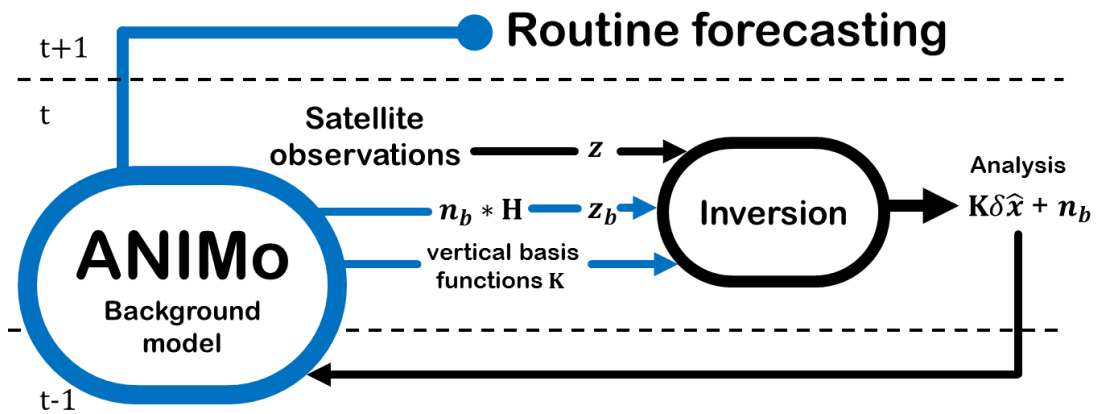 t+1
Routine forecasting
t
Satellite
observations
z
Analysis
n_b * H
z_b
Inversion
Kδx̂ + n_b
ANIMo
vertical basis
functions K
Background
model
t-1